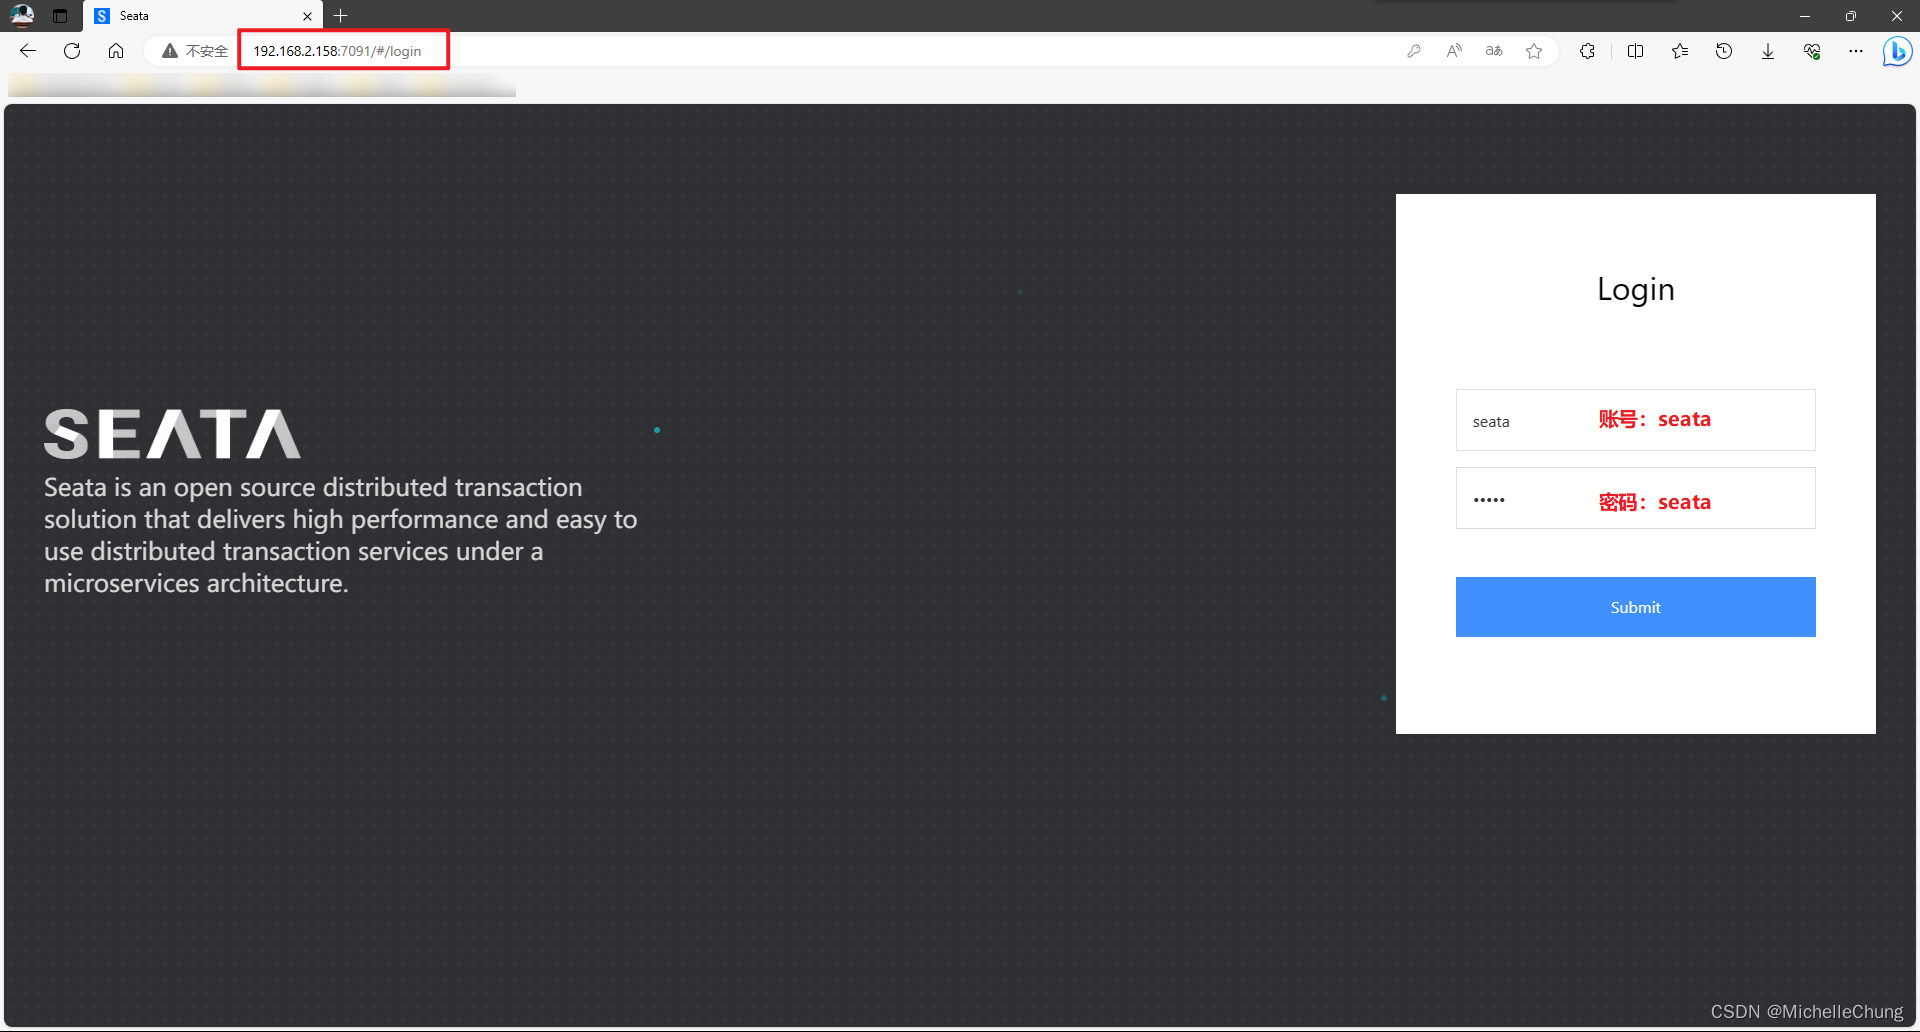 Seata
不安全 192.168.2.158:7091/#/login
Login
seata 账号：seata
••••• 密码：seata
Submit
SEATA
Seata is an open source distributed transaction
solution that delivers high performance and easy to
use distributed transaction services under a
microservices architecture.
CSDN @MichelleChung